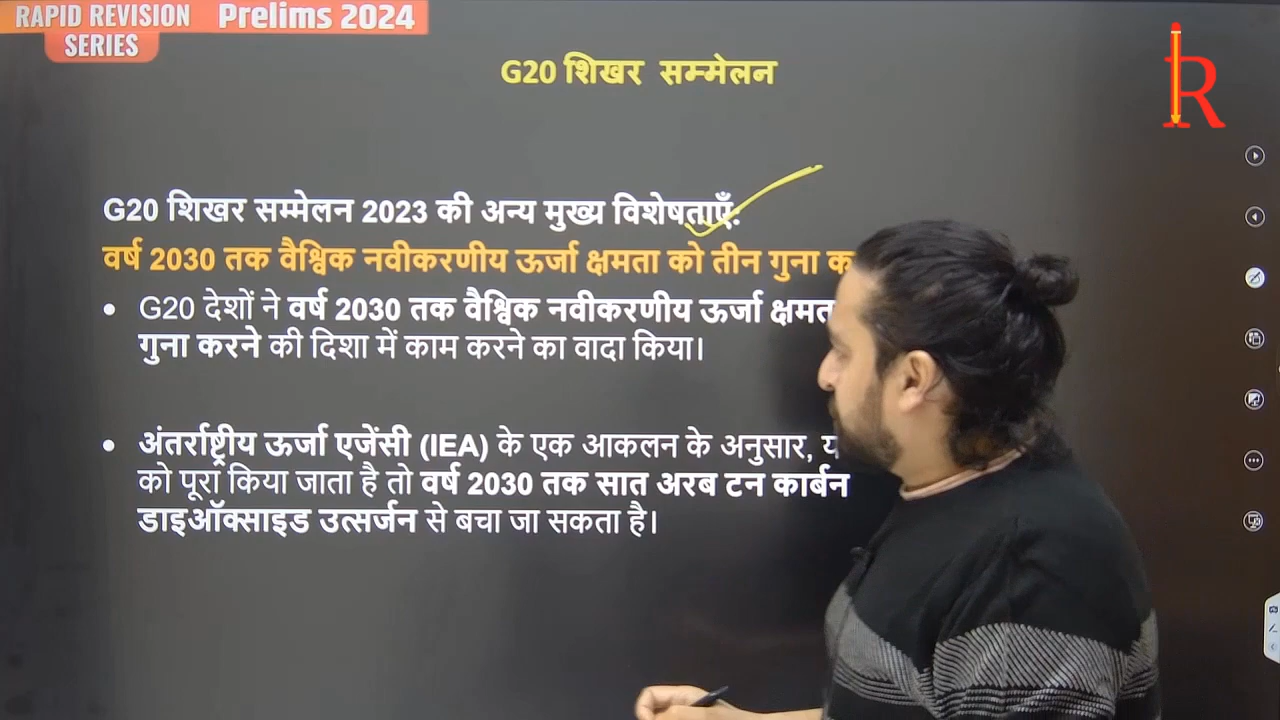 RAPID REVISION
SERIES
Prelims 2024
G20 शिखर सम्मेलन
G20 शिखर सम्मेलन 2023 की अन्य मुख्य विशेषताएँ:
वर्ष 2030 तक वैश्विक नवीकरणीय ऊर्जा क्षमता को तीन गुना
• G20 देशों ने वर्ष 2030 तक वैश्विक नवीकरणीय ऊर्जा
गुना करने की दिशा में काम करने का वादा किया।
• अंतर्राष्ट्रीय ऊर्जा एजेंसी (IEA) के एक आकलन के अनुसार,
को पूरा किया जाता है तो वर्ष 2030 तक सात अरब टन कार्बन
डाइऑक्साइड उत्सर्जन से बचा जा सकता है।